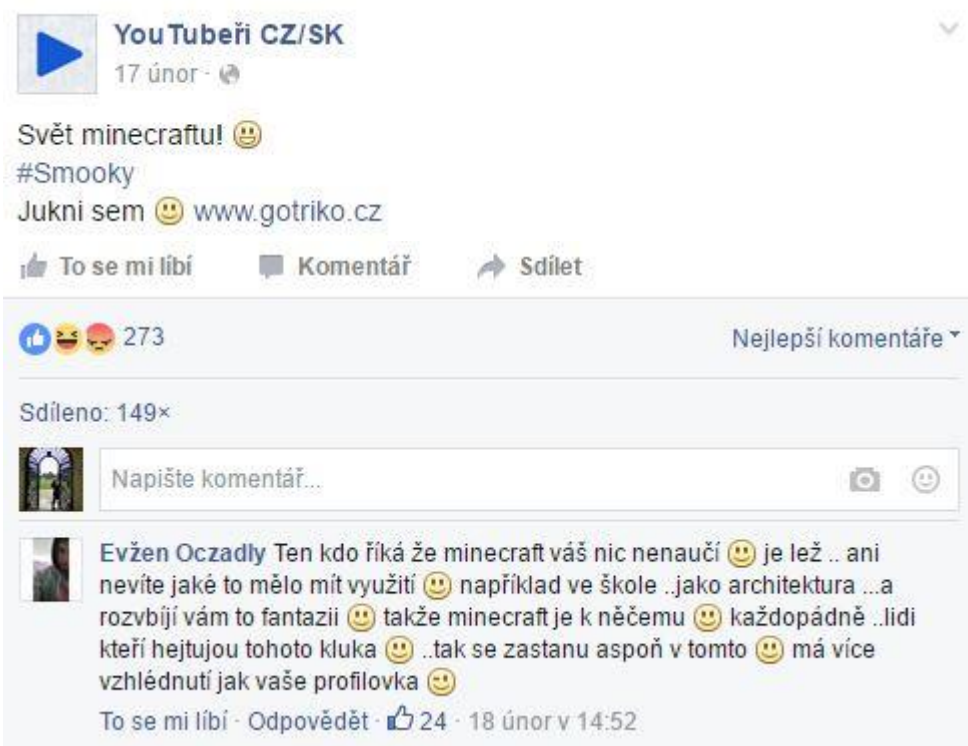 YouTubeři CZ/SK
17 únor ·
Svět minecraftu! 😃
#Smooky
Jukni sem 🙂 www.gotriko.cz
To se mi líbí Komentář Sdílet
273 Nejlepší komentáře
Sdíleno: 149×
Napište komentář...
Evžen Oczadly Ten kdo říká že minecraft váš nic nenaučí 🙂 je lež .. ani
nevíte jaké to mělo mít využití 🙂 například ve škole ..jako architektura ...a
rozvbíjí vám to fantazii 🙂 takže minecraft je k něčemu 🙂 každopádně ..lidi
kteří hejtujou tohoto kluka 🙂 ..tak se zastanu aspoň v tomto 🙂 má více
vzhlédnutí jak vaše profilovka 😉
To se mi líbí · Odpovědět · 24 · 18 únor v 14:52